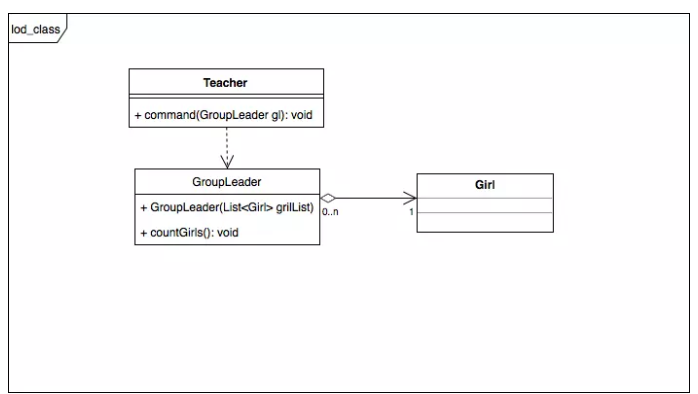 lod_class
Teacher
+ command(GroupLeader gl): void
GroupLeader
+ GroupLeader(List<Girl> grilList)
+ countGirls(): void
0..n
1
Girl